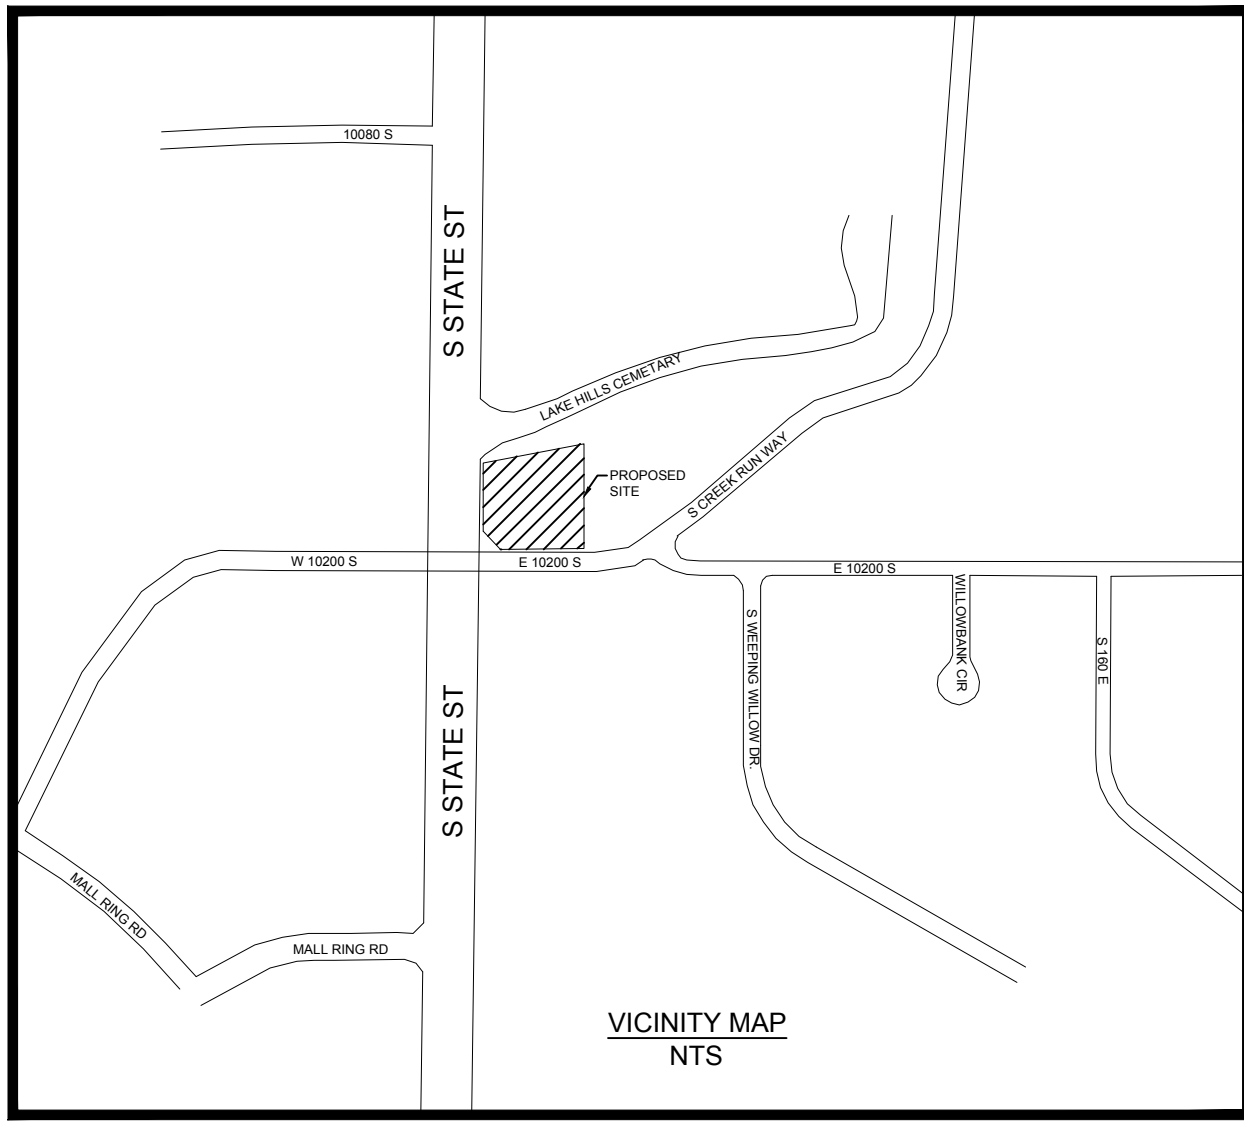 10080 S
S STATE ST
LAKE HILLS CEMETARY
S CREEK RUN WAY
PROPOSED
SITE
W 10200 S
E 10200 S
E 10200 S
WILLOWBANK CIR
S WEEPING WILLOW DR.
S 160 E
S STATE ST
MALL RING RD
MALL RING RD
VICINITY MAP
NTS